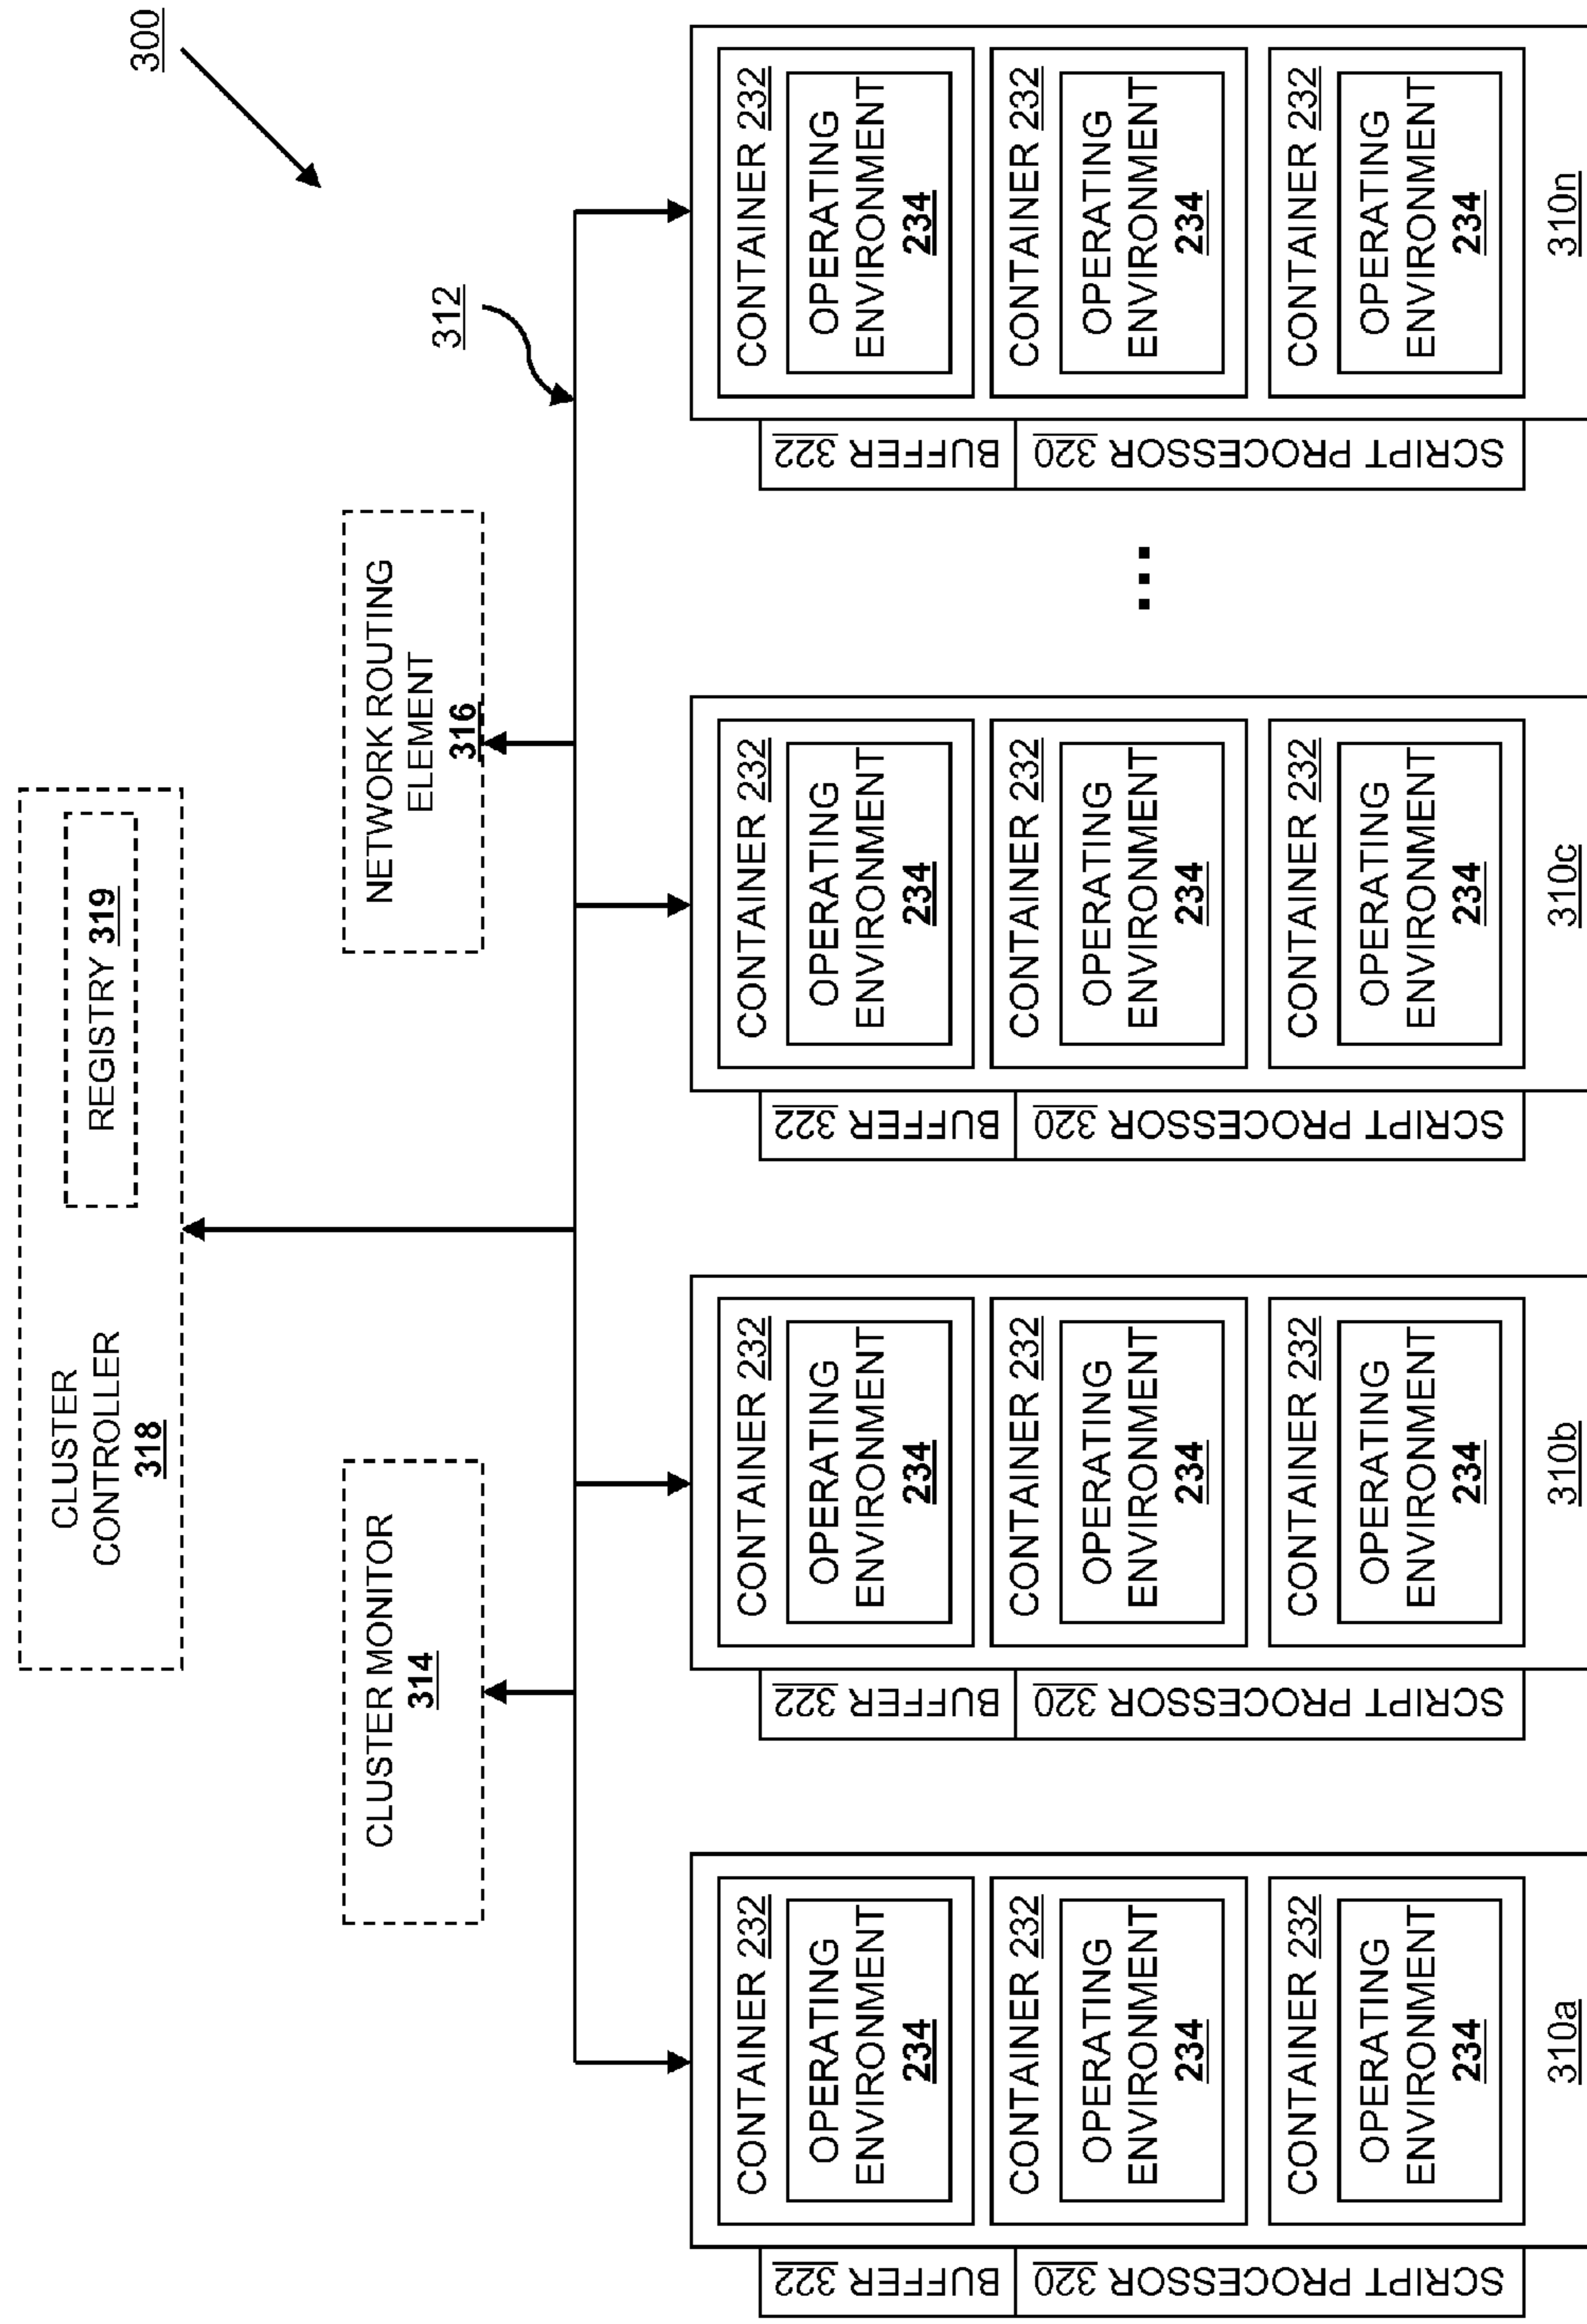 300
CLUSTER
CONTROLLER
318
REGISTRY 319
CLUSTER MONITOR
314
NETWORK ROUTING
ELEMENT
316
312
BUFFER 322
SCRIPT PROCESSOR 320
CONTAINER 232
OPERATING
ENVIRONMENT
234
CONTAINER 232
OPERATING
ENVIRONMENT
234
CONTAINER 232
OPERATING
ENVIRONMENT
234
310a
BUFFER 322
SCRIPT PROCESSOR 320
CONTAINER 232
OPERATING
ENVIRONMENT
234
CONTAINER 232
OPERATING
ENVIRONMENT
234
CONTAINER 232
OPERATING
ENVIRONMENT
234
310b
BUFFER 322
SCRIPT PROCESSOR 320
CONTAINER 232
OPERATING
ENVIRONMENT
234
CONTAINER 232
OPERATING
ENVIRONMENT
234
CONTAINER 232
OPERATING
ENVIRONMENT
234
310c
...
BUFFER 322
SCRIPT PROCESSOR 320
CONTAINER 232
OPERATING
ENVIRONMENT
234
CONTAINER 232
OPERATING
ENVIRONMENT
234
CONTAINER 232
OPERATING
ENVIRONMENT
234
310n